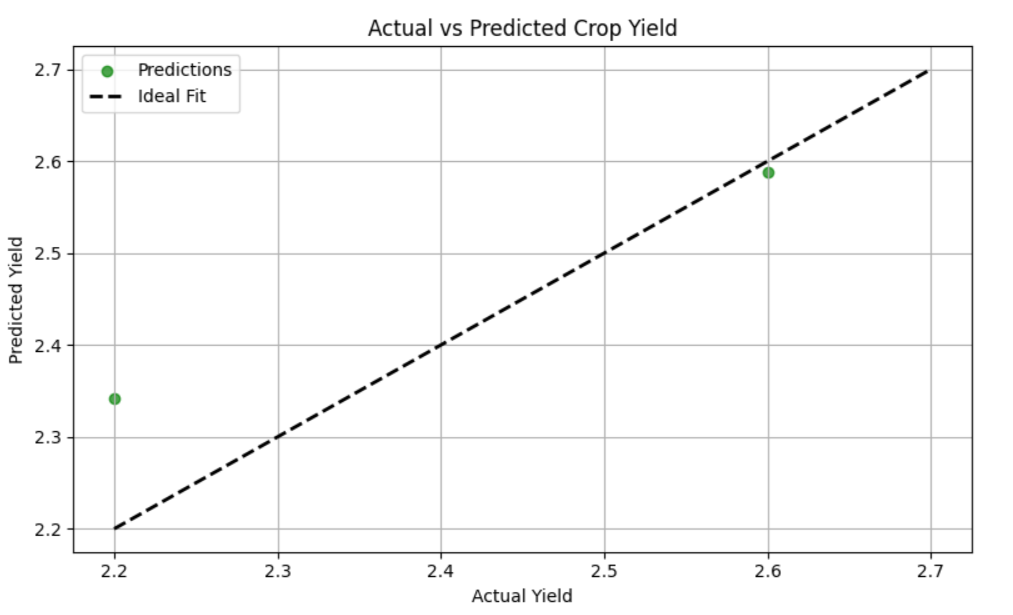 Actual vs Predicted Crop Yield
Predictions
Ideal Fit
2.7
2.6
2.5
2.4
2.3
2.2
Predicted Yield
2.2 2.3 2.4 2.5 2.6 2.7
Actual Yield